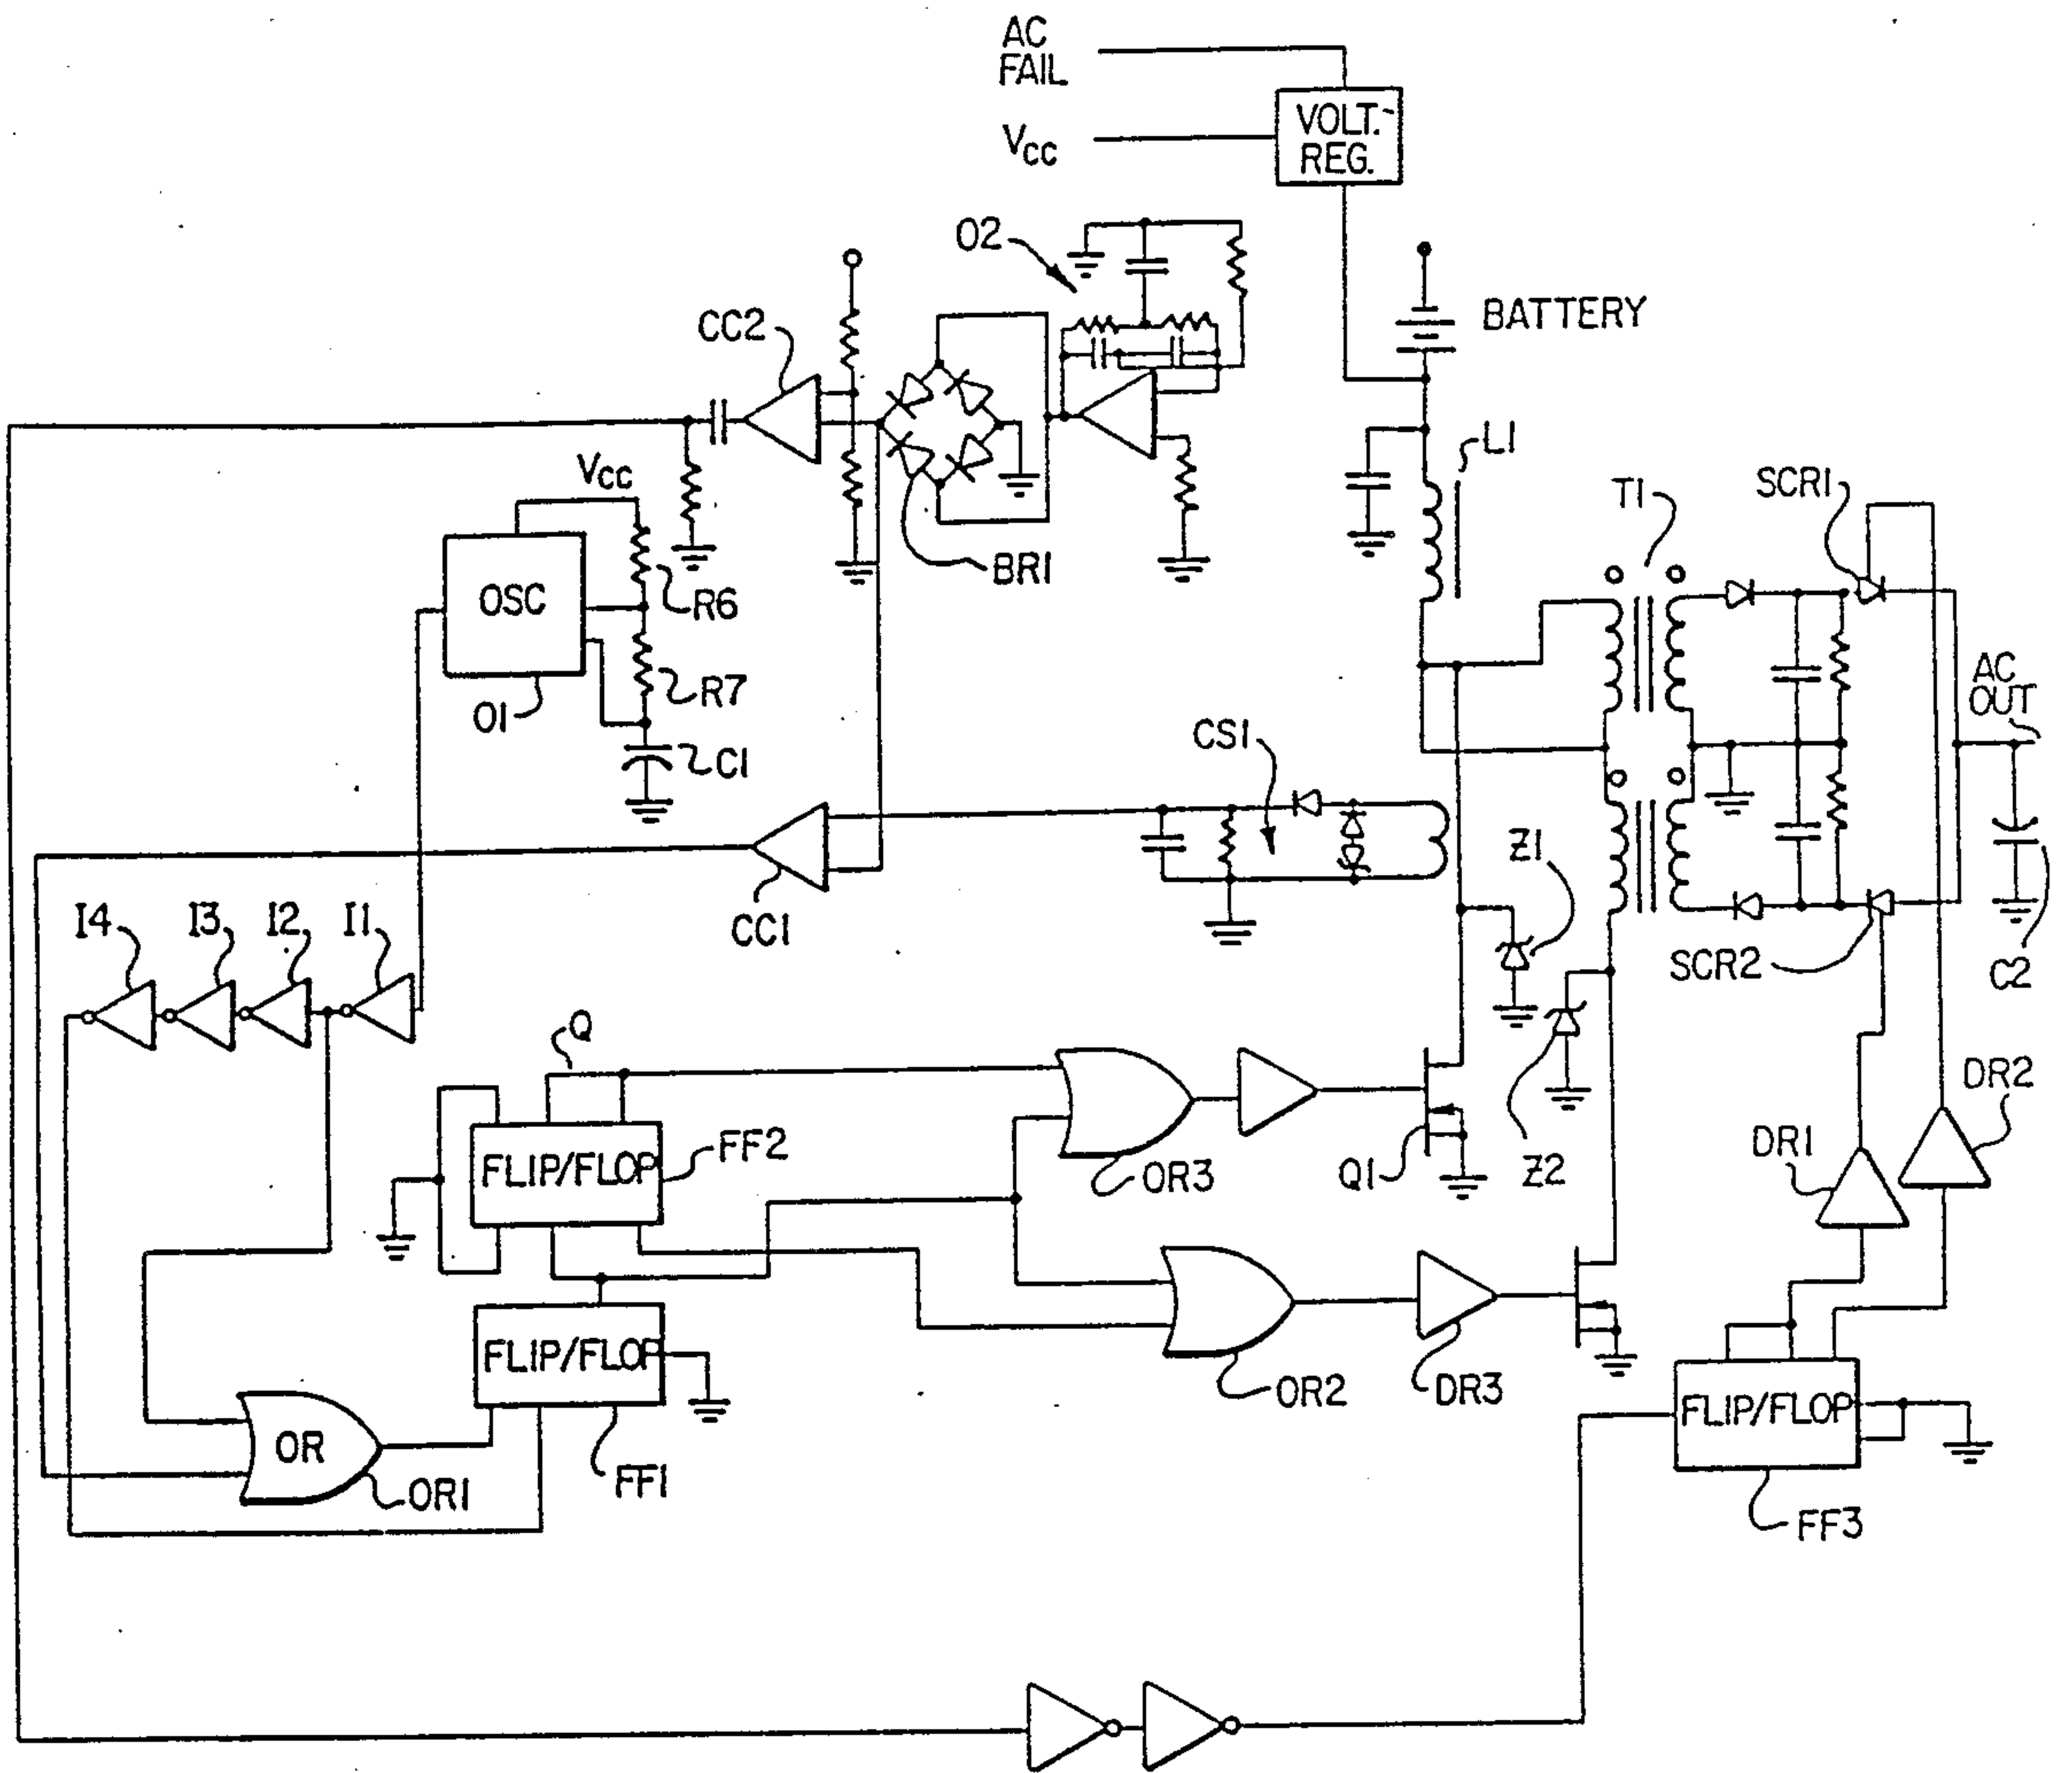 AC
FAIL
VOLT.
REG.
Vcc
O2
BATTERY
CC2
L1
Vcc
SCR1
T1
BR1
OSC
R6
R7
O1
C1
AC
OUT
CS1
Z1
CC1
I4
I3
I2
I1
SCR2
C2
Q
DR2
FLIP/FLOP
FF2
OR3
Q1
Z2
DR1
FLIP/FLOP
OR2
DR3
FLIP/FLOP
OR
OR1
FF1
FF3